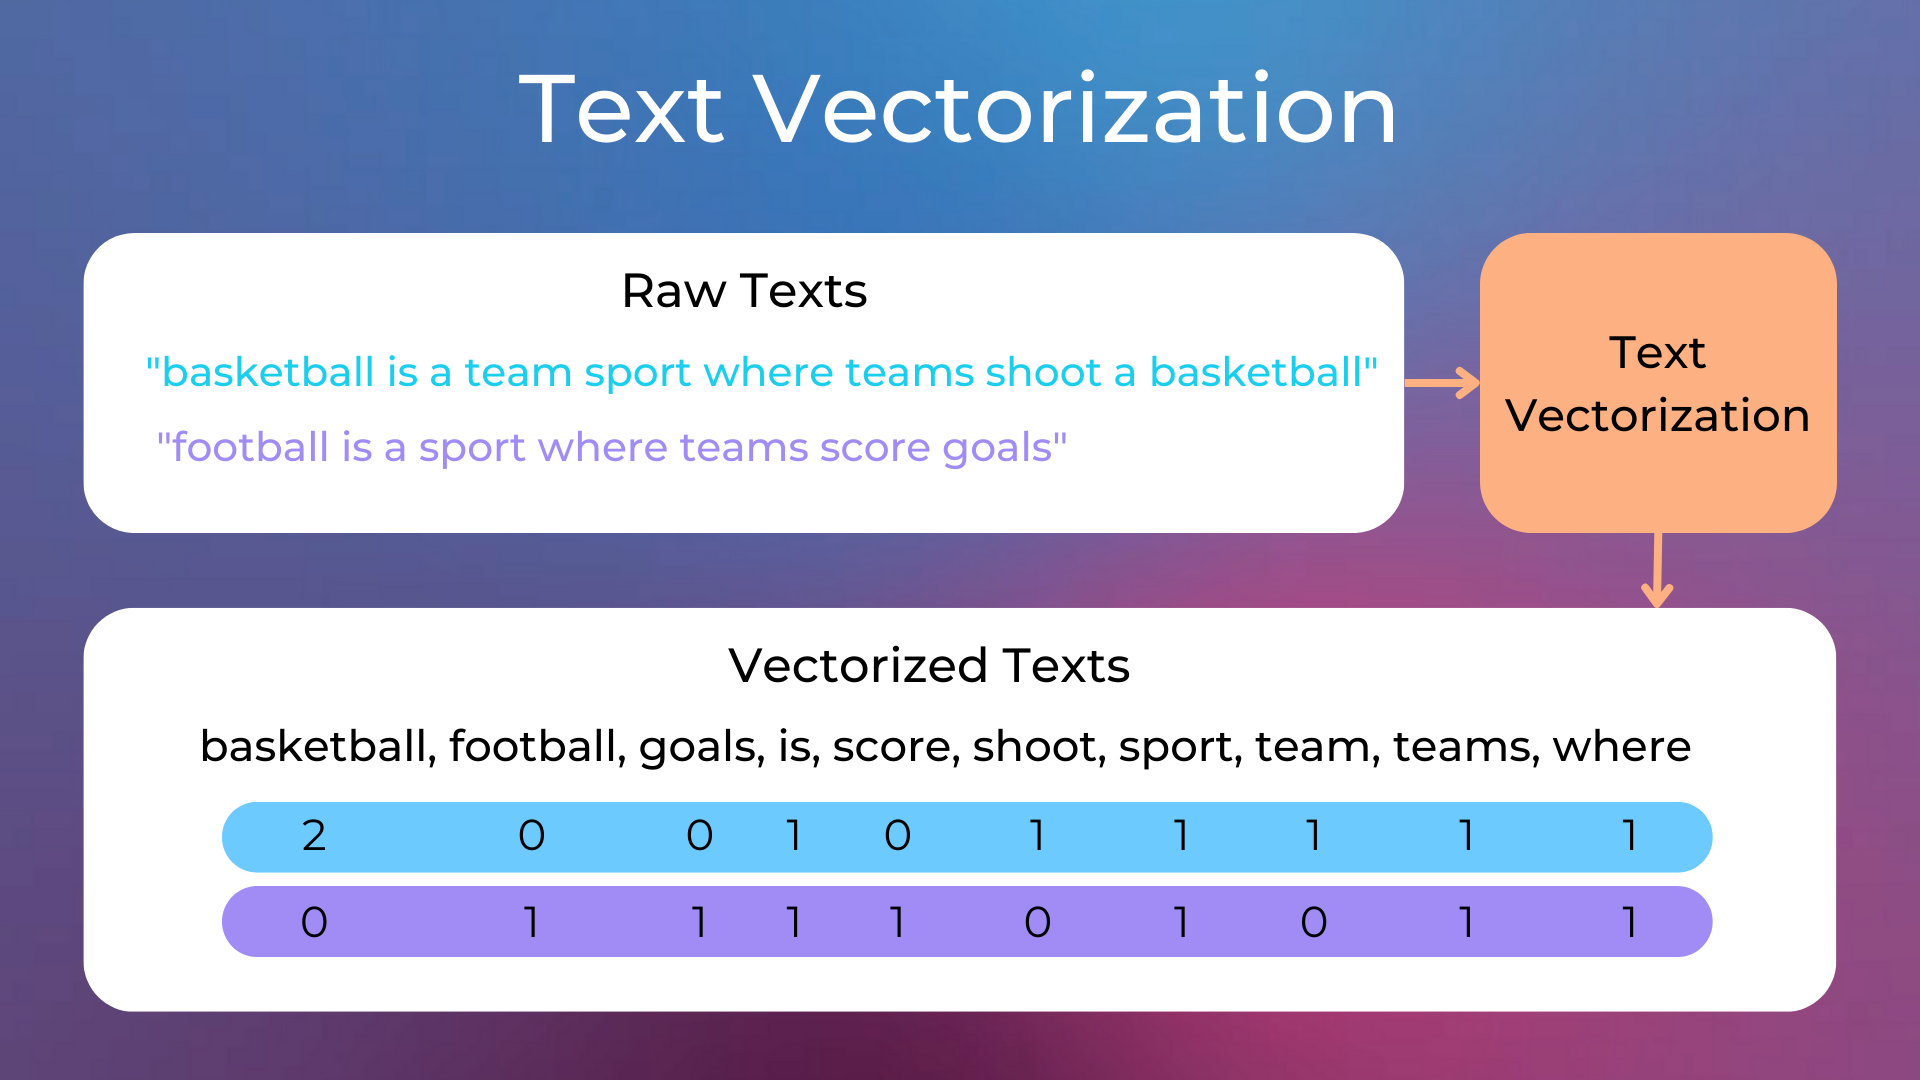 Text Vectorization
Raw Texts
"basketball is a team sport where teams shoot a basketball"
"football is a sport where teams score goals"
Text
Vectorization
Vectorized Texts
basketball, football, goals, is, score, shoot, sport, team, teams, where
2 0 0 1 0 1 1 1 1 1
0 1 1 1 1 0 1 0 1 1